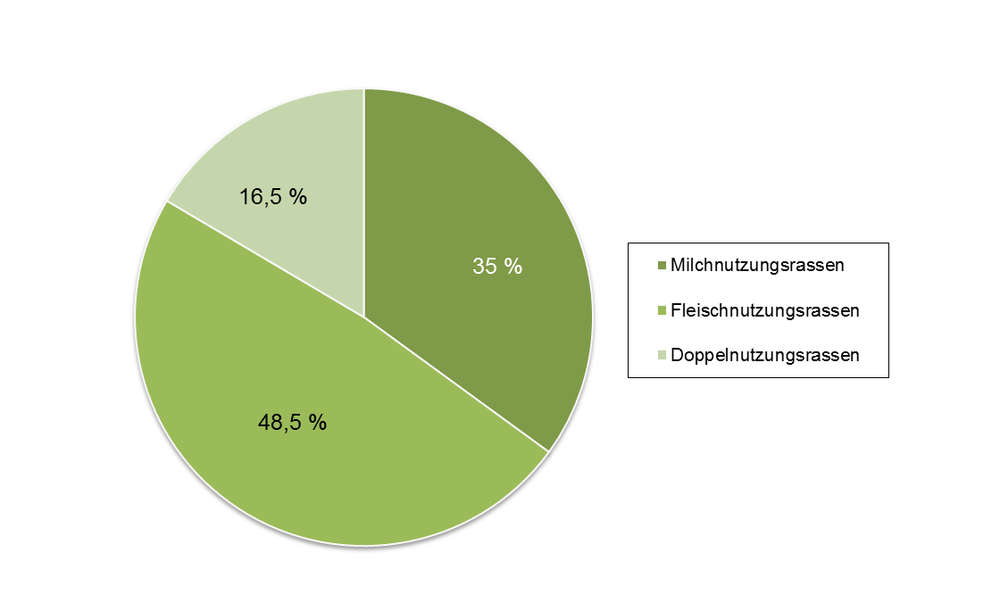 16,5 %
35 %
48,5 %
Milchnutzungsrassen
Fleischnutzungsrassen
Doppelnutzungsrassen